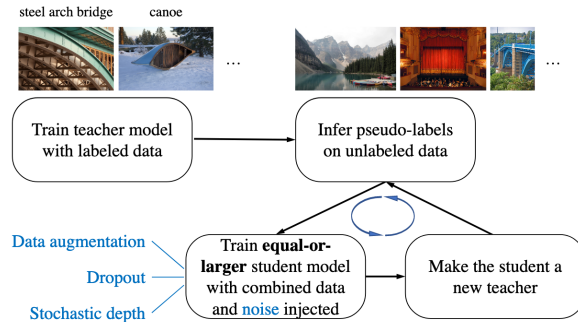 steel arch bridge
canoe
...
...
Train teacher model
with labeled data
Infer pseudo-labels
on unlabeled data
Data augmentation
Dropout
Stochastic depth
Train equal-or-
larger student model
with combined data
and noise injected
Make the student a
new teacher